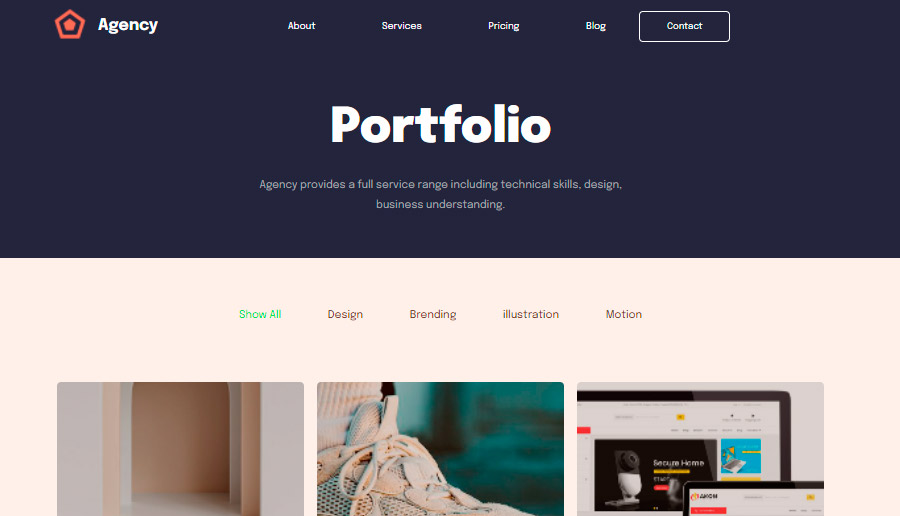 Agency
About
Services
Pricing
Blog
Contact
Portfolio
Agency provides a full service range including technical skills, design,
business understanding.
Show All
Design
Brending
illustration
Motion
Secure Home
AKON